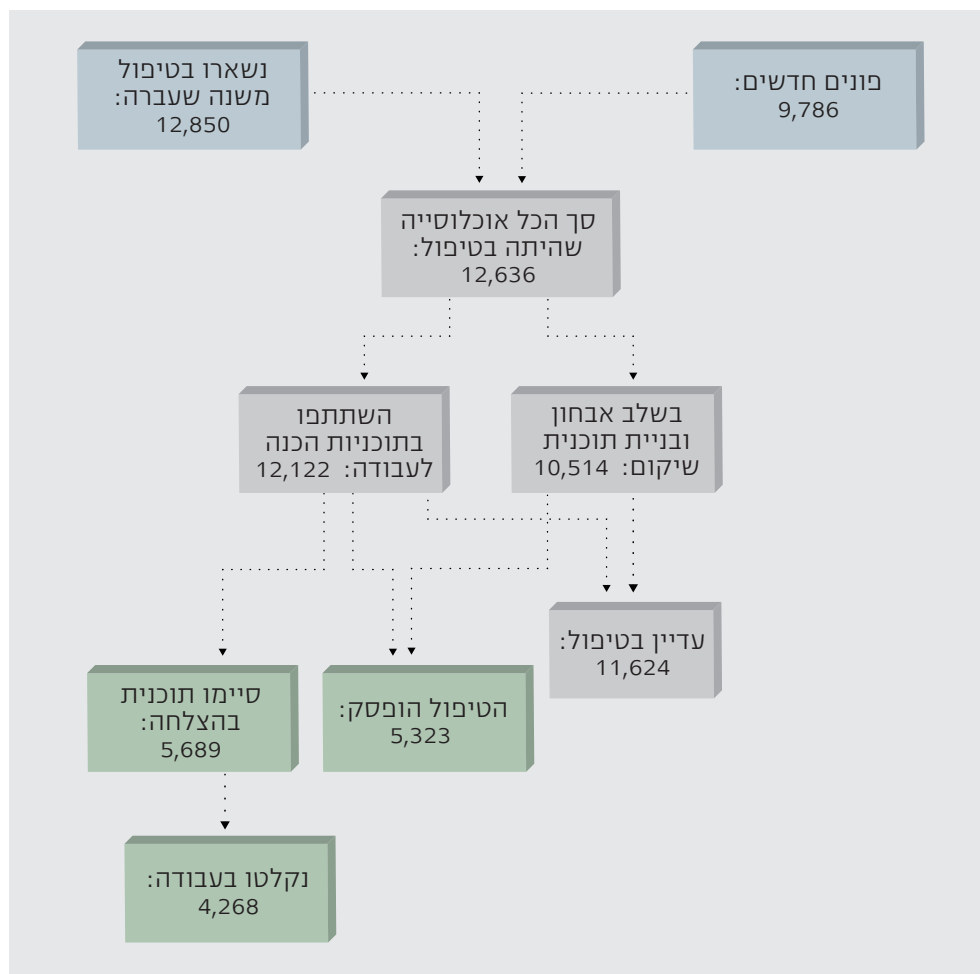 פונים חדשים:
9,786
נשארו בטיפול
משנה שעברה:
12,850
סך הכל אוכלוסייה
שהיתה בטיפול:
12,636
בשלב אבחון
ובניית תוכנית
שיקום: 10,514
השתתפו
בתוכניות הכנה
לעבודה: 12,122
עדיין בטיפול:
11,624
הטיפול הופסק:
5,323
סיימו תוכנית
בהצלחה:
5,689
נקלטו בעבודה:
4,268